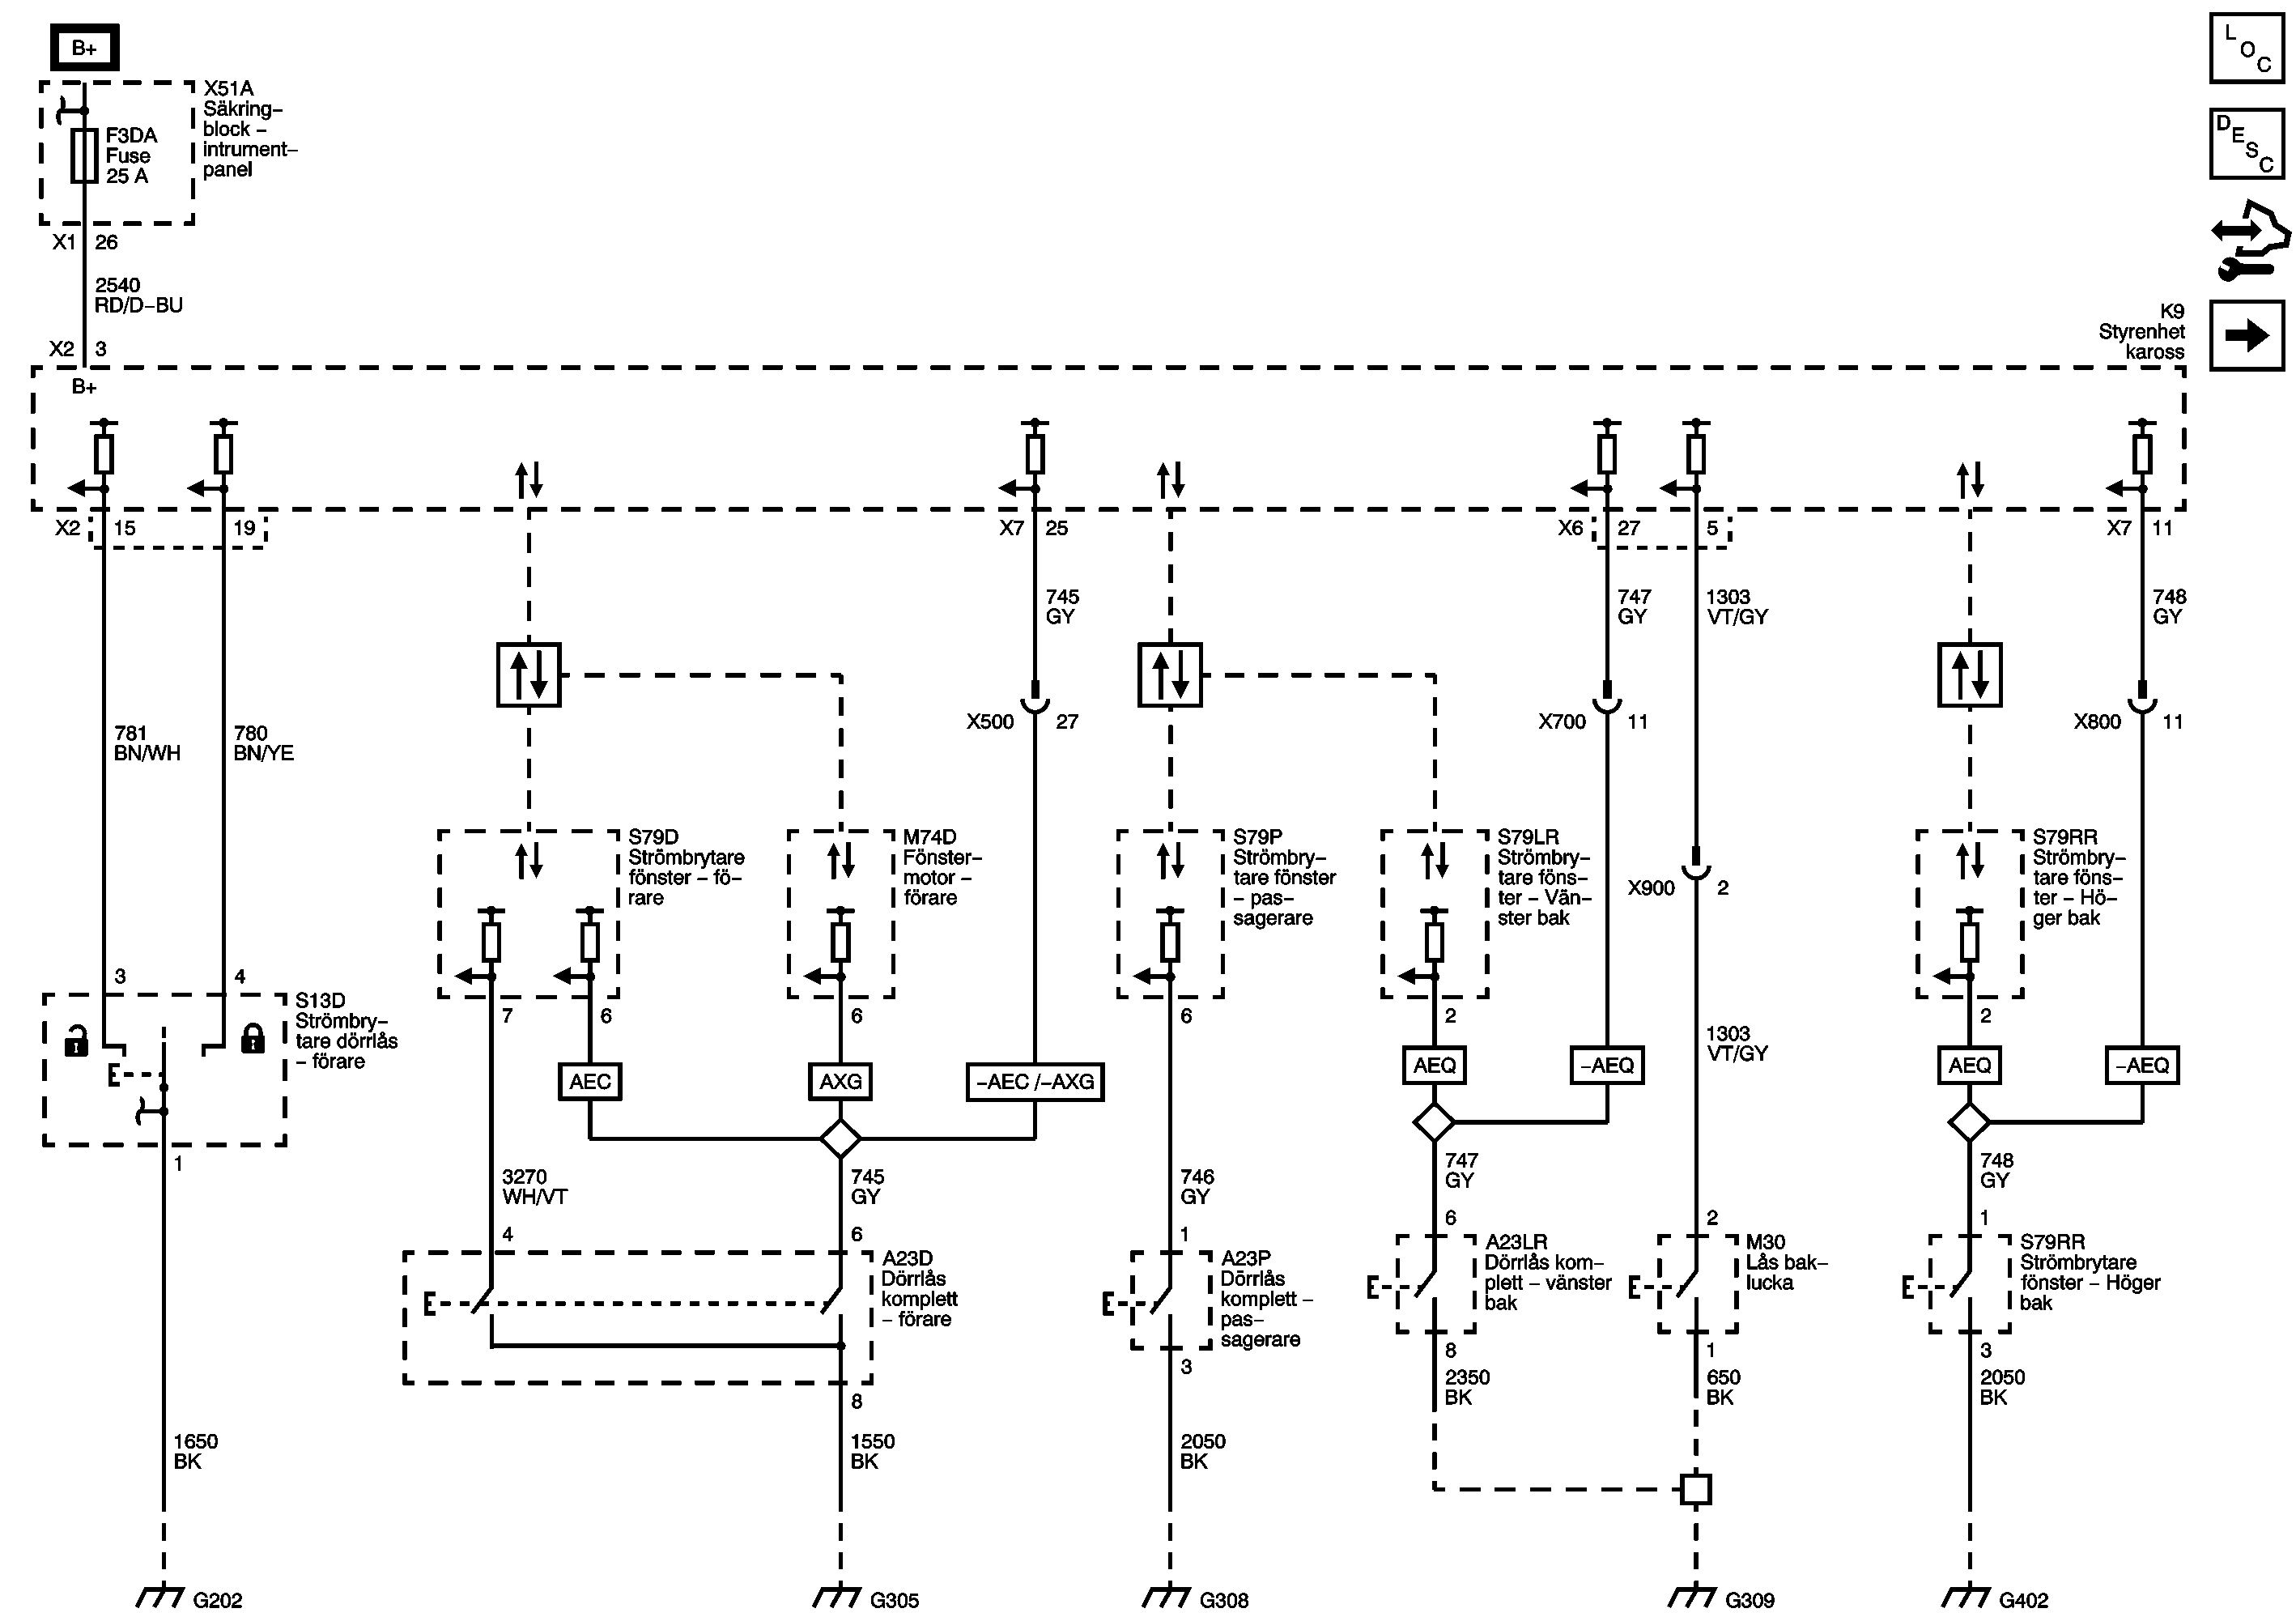 B+
X51A
Säkring–
block –
intrument–
panel
F3DA
Fuse
25 A
X1 26
2540
RD/D–BU
X2 3
L
O
C
D
E
S
C
K9
Styrenhet
kaross
B+
X2 15 19
X7 25
X6 27 5
X7 11
745
GY
747
GY
1303
VT/GY
748
GY
781
BN/WH
780
BN/YE
X500 27
X700 11
X800 11
X900 2
S79D
Strömbrytare
fönster – fö–
rare
M74D
Fönster–
motor –
förare
S79P
Strömbry–
tare fönster
– pas–
sagerare
S79LR
Strömbry–
tare föns–
ter – Vän–
ster bak
S79RR
Strömbry–
tare föns–
ter – Hö–
ger bak
3 4
S13D
Strömbry–
tare dörrlås
– förare
7 6 6 6 2 2
1303
VT/GY
AEC
AXG
–AEC /–AXG
AEQ
–AEQ
AEQ
–AEQ
1
3270
WH/VT
745
GY
746
GY
747
GY
748
GY
4 6 1 6 2 1
A23D
Dörrlås
komplett
– förare
A23P
Dörrlås
komplett –
pas–
sagerare
A23LR
Dörrlås kom–
plett – vänster
bak
M30
Lås bak–
lucka
S79RR
Strömbrytare
fönster – Höger
bak
8 3 8 1 3
2350
BK
650
BK
2050
BK
1650
BK
1550
BK
2050
BK
G202
G305
G308
G309
G402